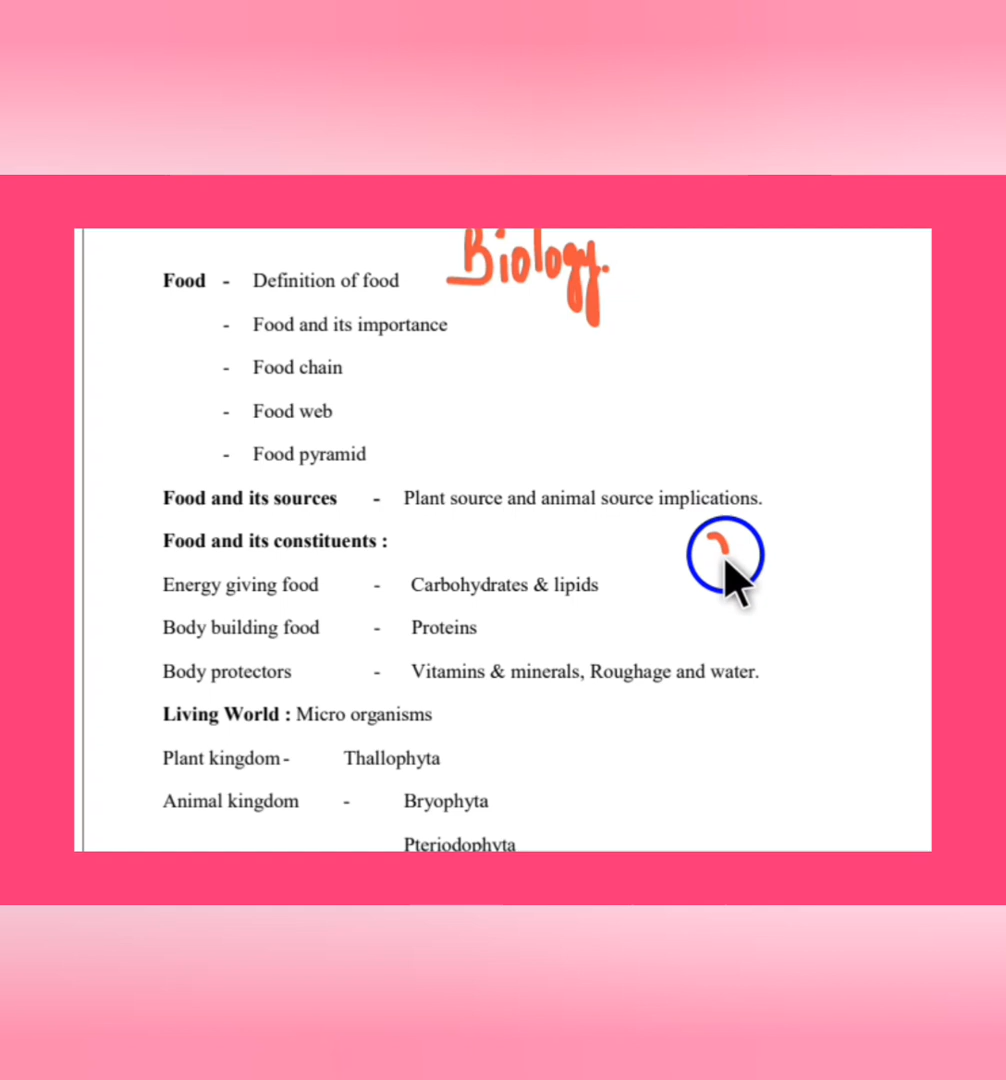 Biology.
Food - Definition of food
- Food and its importance
- Food chain
- Food web
- Food pyramid
Food and its sources - Plant source and animal source implications.
Food and its constituents :
Energy giving food - Carbohydrates & lipids
Body building food - Proteins
Body protectors - Vitamins & minerals, Roughage and water.
Living World : Micro organisms
Plant kingdom - Thallophyta
Animal kingdom - Bryophyta
Pteriodophyta